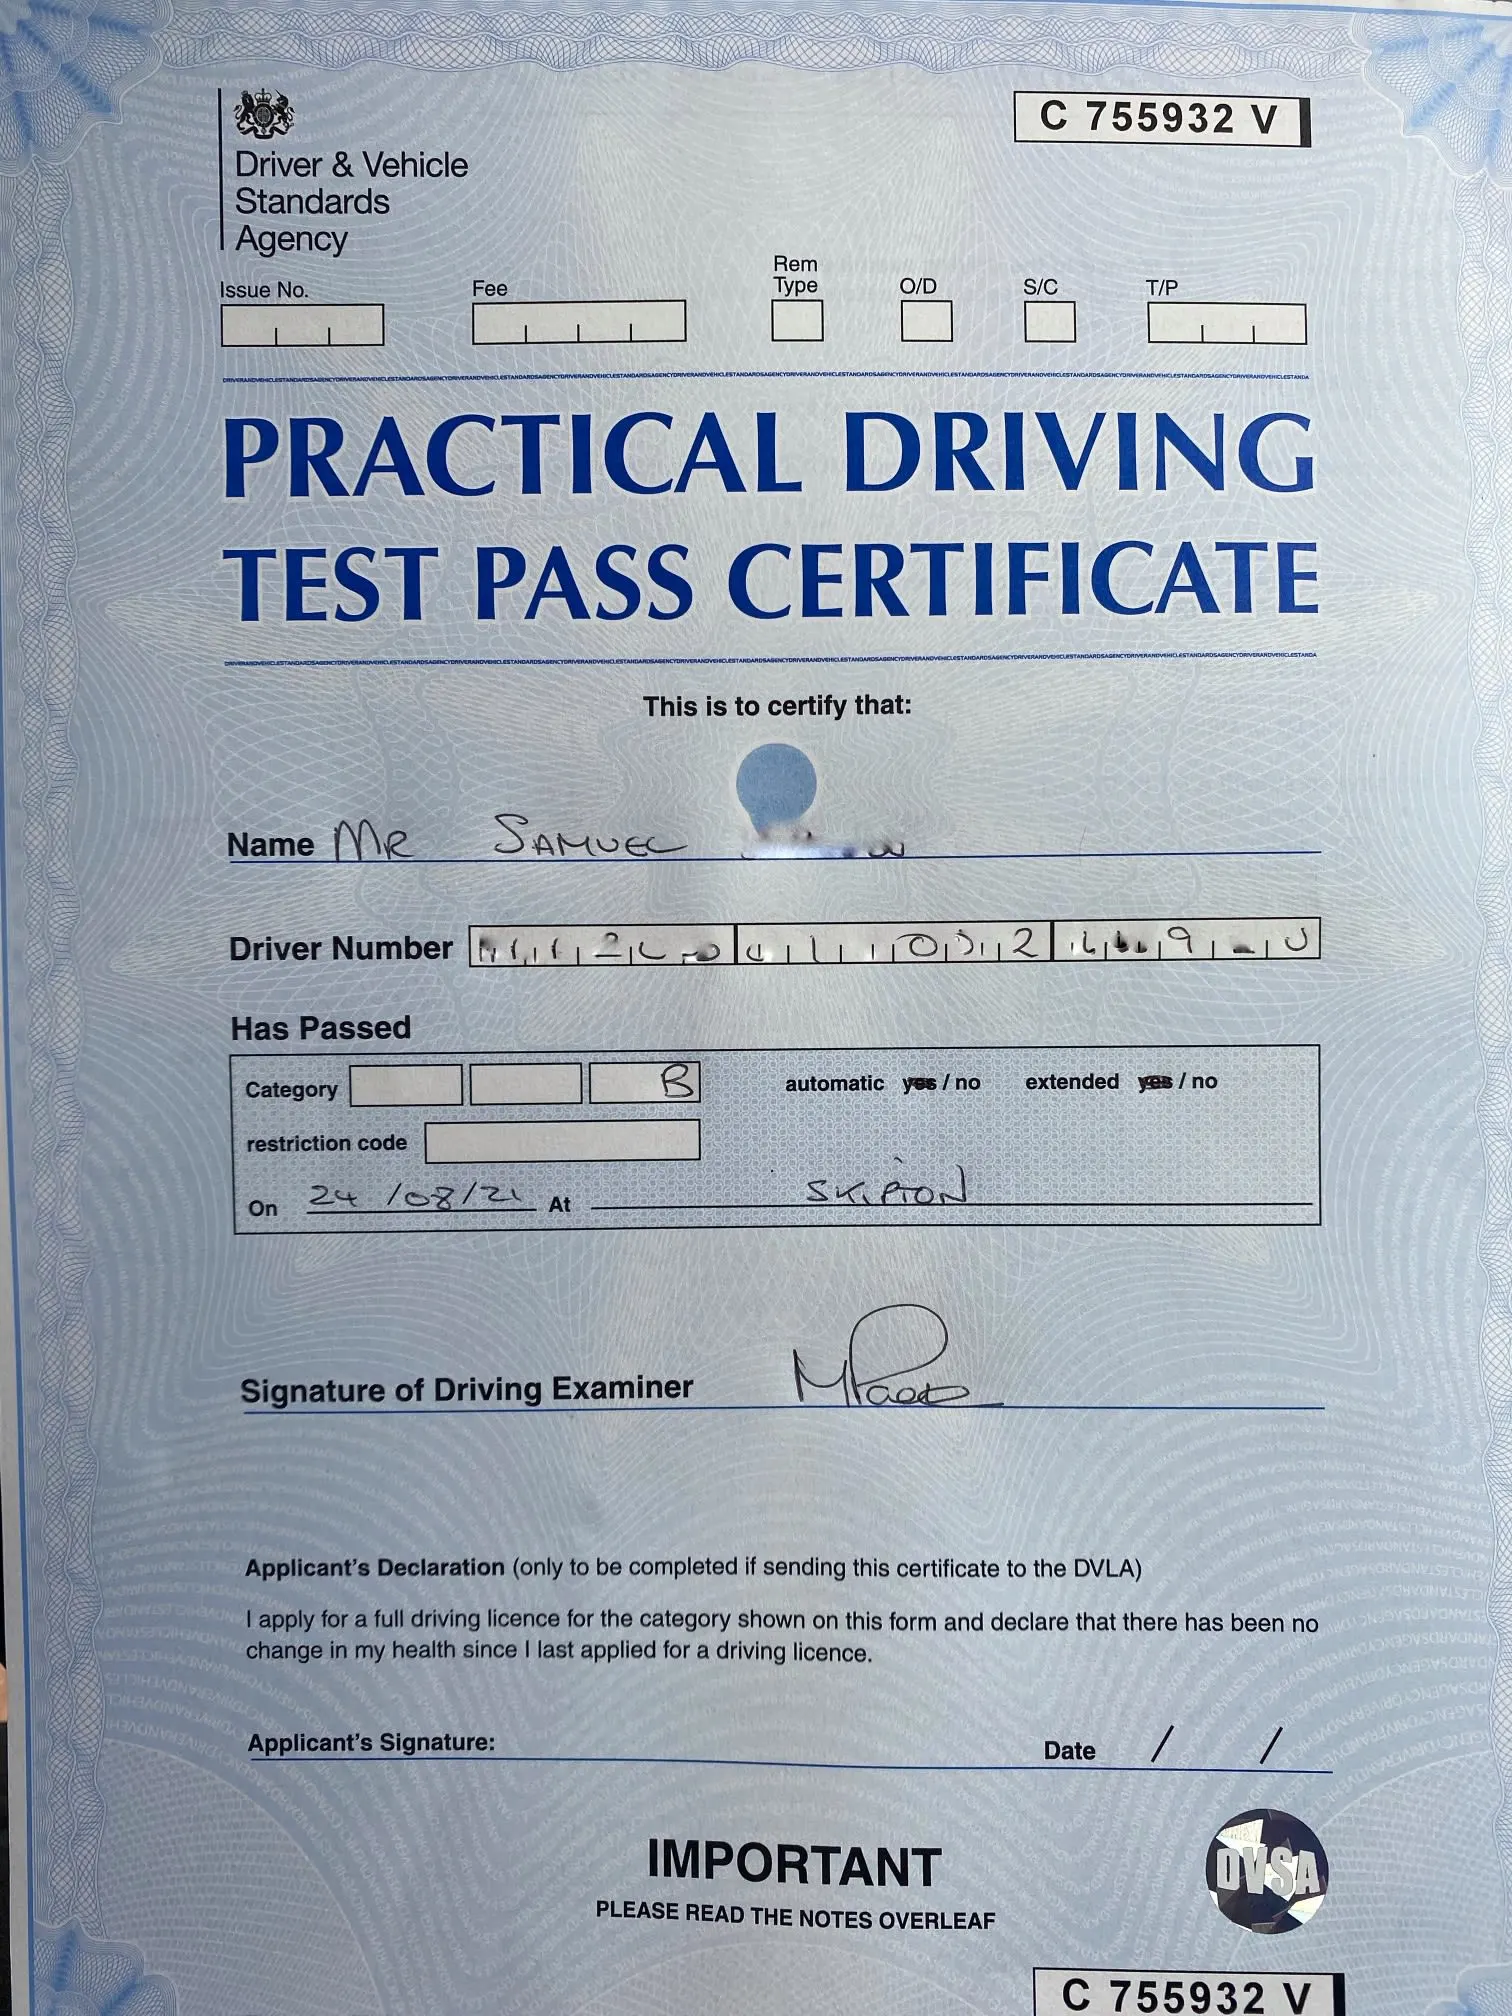 C 755932 V
Driver & Vehicle
Standards
Agency
Issue No. Fee Rem Type O/D S/C T/P
DRIVERANDVEHICLESTANDARDSAGENCYDRIVERANDVEHICLESTANDARDSAGENCYDRIVERANDVEHICLESTANDARDSAGENCYDRIVERANDVEHICLESTANDARDSAGENCYDRIVERANDVEHICLESTANDARDSAGENCYDRIVERANDVEHICLESTANDARDSAGENCYDRIVERANDVEHICLESTANDA
PRACTICAL DRIVING
TEST PASS CERTIFICATE
DRIVERANDVEHICLESTANDARDSAGENCYDRIVERANDVEHICLESTANDARDSAGENCYDRIVERANDVEHICLESTANDARDSAGENCYDRIVERANDVEHICLESTANDARDSAGENCYDRIVERANDVEHICLESTANDARDSAGENCYDRIVERANDVEHICLESTANDARDSAGENCYDRIVERANDVEHICLESTANDA
This is to certify that:
Name MR SAMUEL
Driver Number
Has Passed
Category B automatic yes / no extended yes / no
restriction code
On 24/08/21 At SKIPTON
Signature of Driving Examiner
Applicant's Declaration (only to be completed if sending this certificate to the DVLA)
I apply for a full driving licence for the category shown on this form and declare that there has been no
change in my health since I last applied for a driving licence.
Applicant's Signature: Date / /
IMPORTANT
PLEASE READ THE NOTES OVERLEAF
DVSA
C 755932 V